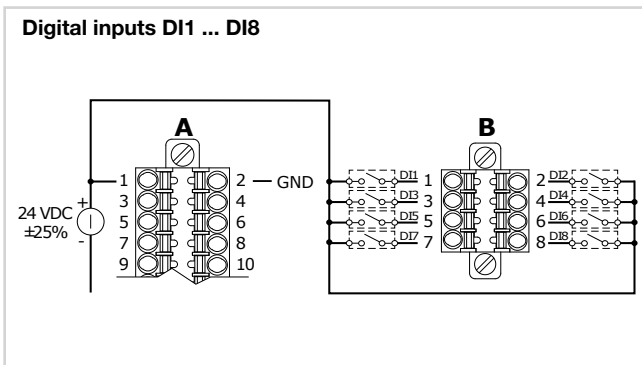 Digital inputs DI1 ... DI8
A
B
1
2
GND
3
4
5
6
7
8
9
10
24 VDC
±25%
+
-
DI1 1
DI3 3
DI5 5
DI7 7
2 DI2
4 DI4
6 DI6
8 DI8